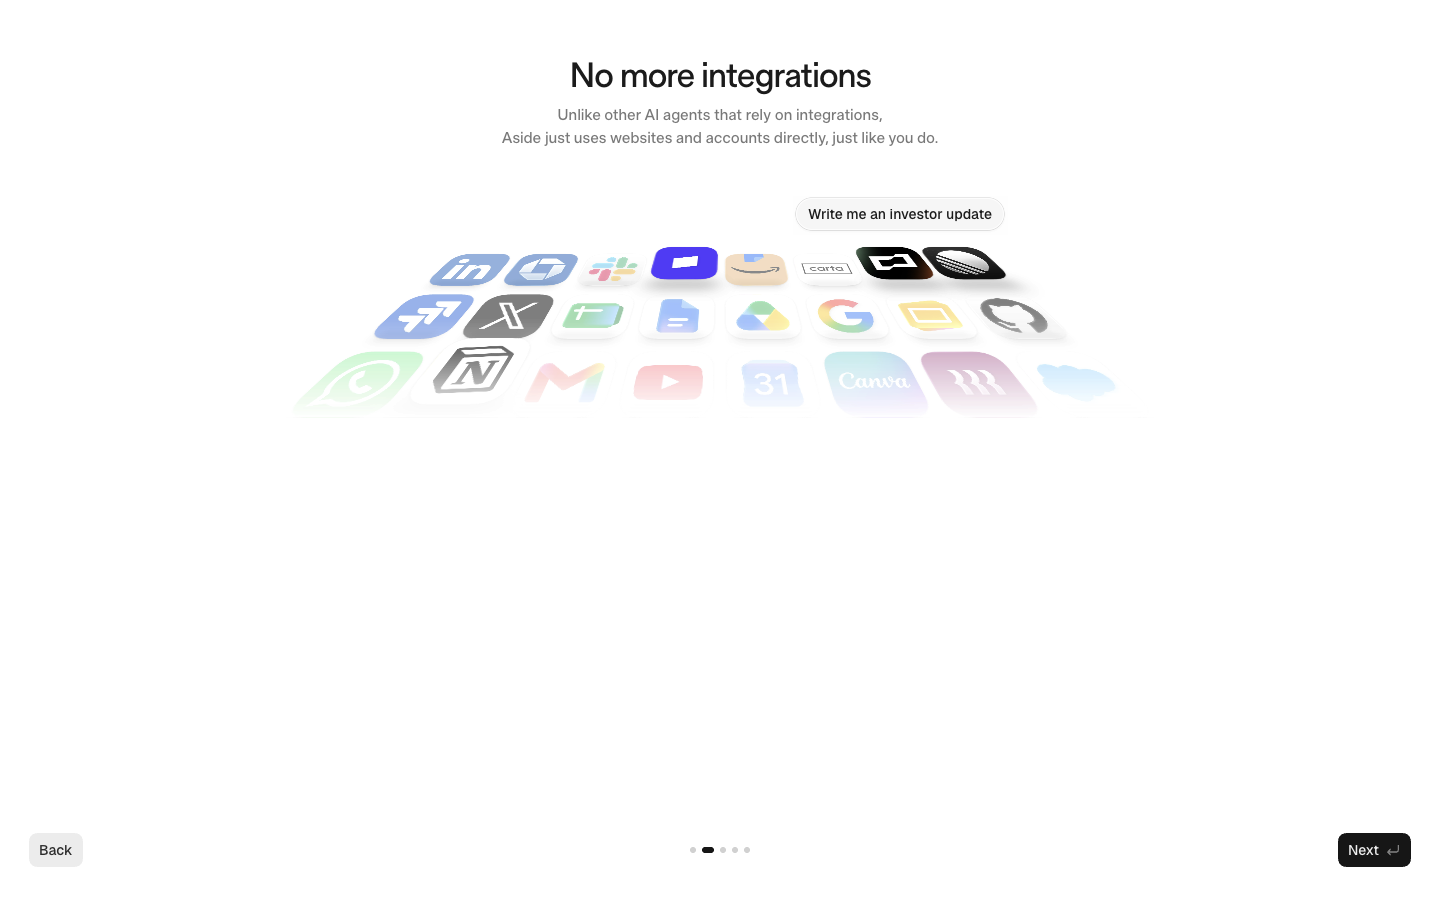 No more integrations
Unlike other AI agents that rely on integrations,
Aside just uses websites and accounts directly, just like you do.
Write me an investor update
in
carta
31
Canva
Back
Next